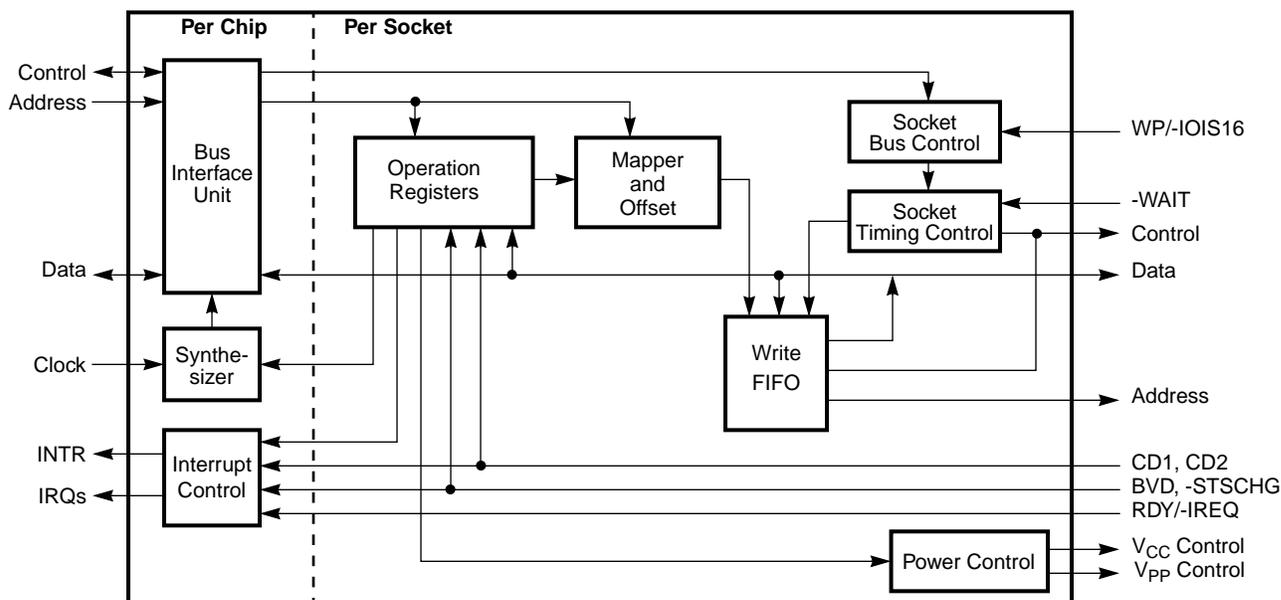 Per Chip
Per Socket
Control
Address
Bus
Interface
Unit
Data
Clock
Synthe-
sizer
INTR
IRQs
Interrupt
Control
Operation
Registers
Mapper
and
Offset
Socket
Bus Control
Socket
Timing Control
Write
FIFO
Power Control
WP/-IOIS16
-WAIT
Control
Data
Address
CD1, CD2
BVD, -STSCHG
RDY/-IREQ
VCC Control
VPP Control